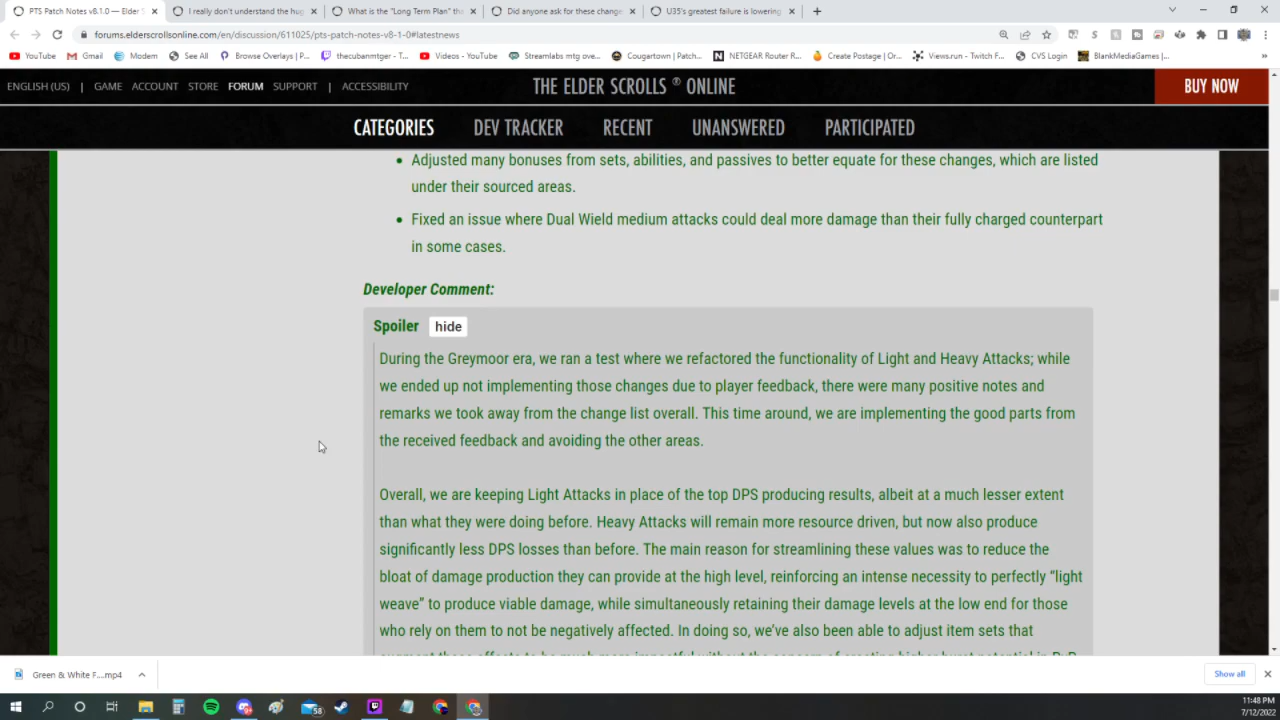 PTS Patch Notes v8.1.0 — Elder S
I really don't understand the hug
What is the "Long Term Plan" tha
Did anyone ask for these change
U35's greatest failure is lowering
forums.elderscrollsonline.com/en/discussion/611025/pts-patch-notes-v8-1-0#latestnews
YouTube
Gmail
Modem
See All
Browse Overlays | P...
thecubanmtger - T...
Videos - YouTube
Streamlabs mtg ove...
Cougartown | Patch...
NETGEAR Router R...
Create Postage | Or...
Views.run - Twitch F...
CVS Login
BlankMediaGames |...
ENGLISH (US) | GAME ACCOUNT STORE FORUM SUPPORT | ACCESSIBILITY
THE ELDER SCROLLS ® ONLINE
BUY NOW
CATEGORIES DEV TRACKER RECENT UNANSWERED PARTICIPATED
• Adjusted many bonuses from sets, abilities, and passives to better equate for these changes, which are listed
under their sourced areas.
• Fixed an issue where Dual Wield medium attacks could deal more damage than their fully charged counterpart
in some cases.
Developer Comment:
Spoiler hide
During the Greymoor era, we ran a test where we refactored the functionality of Light and Heavy Attacks; while
we ended up not implementing those changes due to player feedback, there were many positive notes and
remarks we took away from the change list overall. This time around, we are implementing the good parts from
the received feedback and avoiding the other areas.
Overall, we are keeping Light Attacks in place of the top DPS producing results, albeit at a much lesser extent
than what they were doing before. Heavy Attacks will remain more resource driven, but now also produce
significantly less DPS losses than before. The main reason for streamlining these values was to reduce the
bloat of damage production they can provide at the high level, reinforcing an intense necessity to perfectly “light
weave” to produce viable damage, while simultaneously retaining their damage levels at the low end for those
who rely on them to not be negatively affected. In doing so, we’ve also been able to adjust item sets that
Green & White F....mp4
Show all
58
11:48 PM
7/12/2022